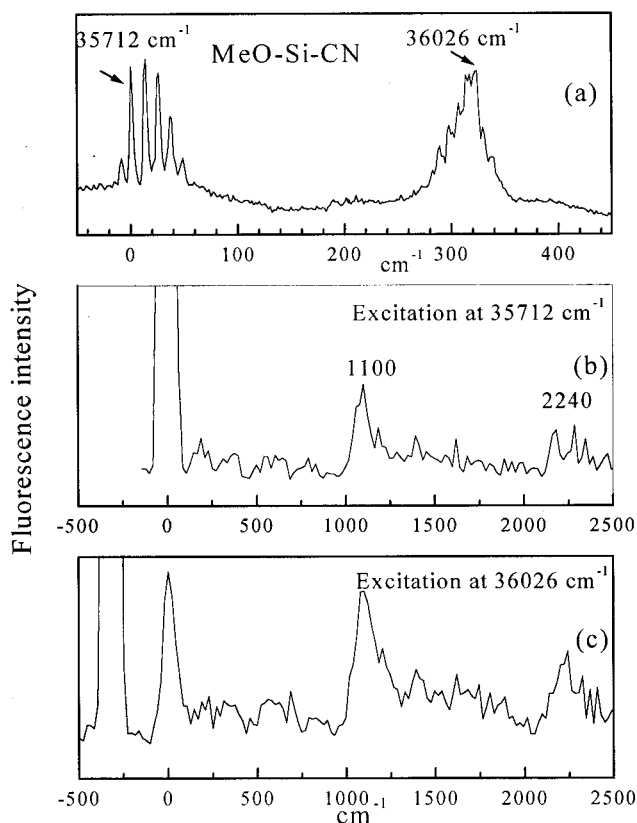 35712 cm-1
MeO-Si-CN
36026 cm-1
(a)
0 100 200 300 400
cm-1
Fluorescence intensity
Excitation at 35712 cm-1
(b)
1100
2240
-500 0 500 1000 1500 2000 2500
Excitation at 36026 cm-1
(c)
-500 0 500 1000 1500 2000 2500
cm-1